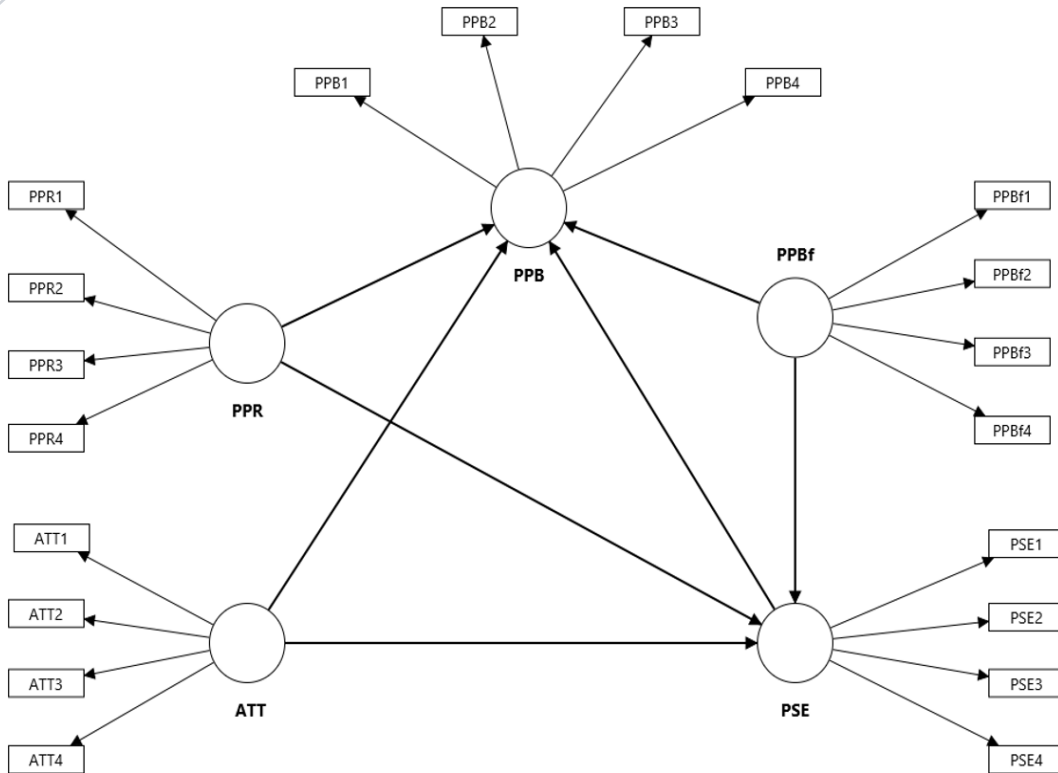 PPB2
PPB3
PPB1
PPB4
PPR1
PPBf1
PPBf
PPB
PPBf2
PPR2
PPBf3
PPR3
PPR
PPBf4
PPR4
ATT1
PSE1
ATT2
PSE2
ATT3
PSE3
ATT
PSE
ATT4
PSE4